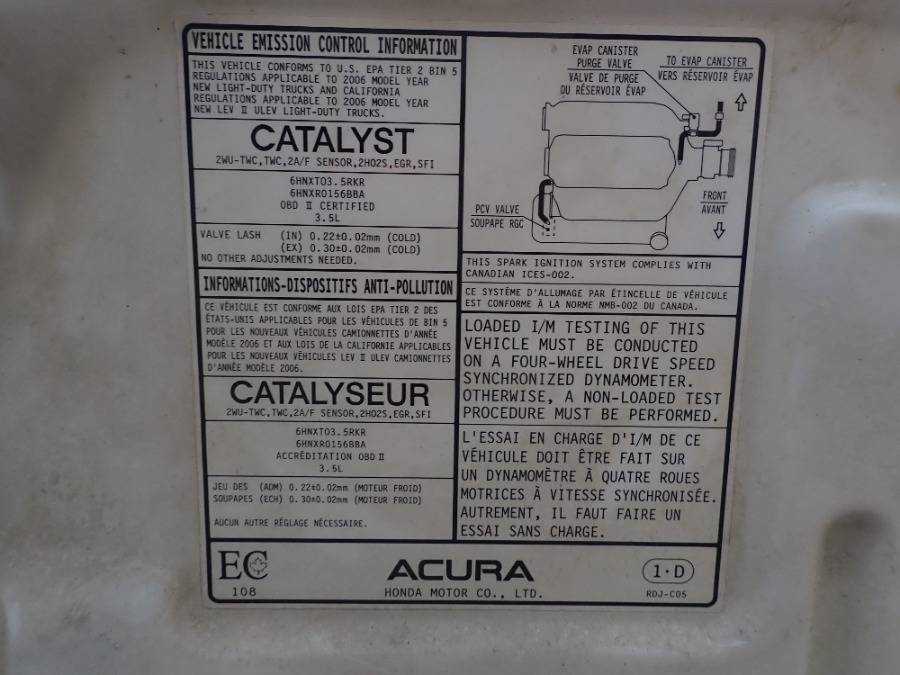 VEHICLE EMISSION CONTROL INFORMATION
THIS VEHICLE CONFORMS TO U.S. EPA TIER 2 BIN 5
REGULATIONS APPLICABLE TO 2006 MODEL YEAR
NEW LIGHT-DUTY TRUCKS AND CALIFORNIA
REGULATIONS APPLICABLE TO 2006 MODEL YEAR
NEW LEV II ULEV LIGHT-DUTY TRUCKS.
CATALYST
2WU-TWC,TWC,2A/F SENSOR,2HO2S,EGR,SFI
6HNXT03.5RKR
6HNXR0156BBA
OBD II CERTIFIED
3.5L
VALVE LASH (IN) 0.22±0.02mm (COLD)
(EX) 0.30±0.02mm (COLD)
NO OTHER ADJUSTMENTS NEEDED.
INFORMATIONS-DISPOSITIFS ANTI-POLLUTION
CE VÉHICULE EST CONFORME AUX LOIS EPA TIER 2 DES
ÉTATS-UNIS APPLICABLES POUR LES VÉHICULES DE BIN 5
POUR LES NOUVEAUX VÉHICULES CAMIONNETTES D'ANNÉE
MODÈLE 2006 ET AUX LOIS DE LA CALIFORNIE APPLICABLES
POUR LES NOUVEAUX VÉHICULES LEV II ULEV CAMIONNETTES
D'ANNÉE MODÈLE 2006.
CATALYSEUR
2WU-TWC,TWC,2A/F SENSOR,2HO2S,EGR,SFI
6HNXT03.5RKR
6HNXR0156BBA
ACCRÉDITATION OBD II
3.5L
JEU DES (ADM) 0.22±0.02mm (MOTEUR FROID)
SOUPAPES (ECH) 0.30±0.02mm (MOTEUR FROID)
AUCUN AUTRE RÉGLAGE NÉCESSAIRE.
EVAP CANISTER
PURGE VALVE
VALVE DE PURGE
DU RÉSERVOIR ÉVAP
TO EVAP CANISTER
VERS RÉSERVOIR ÉVAP
FRONT
AVANT
PCV VALVE
SOUPAPE RGC
THIS SPARK IGNITION SYSTEM COMPLIES WITH
CANADIAN ICES-002.
CE SYSTÈME D'ALLUMAGE PAR ÉTINCELLE DE VÉHICULE
EST CONFORME À LA NORME NMB-002 DU CANADA.
LOADED I/M TESTING OF THIS
VEHICLE MUST BE CONDUCTED
ON A FOUR-WHEEL DRIVE SPEED
SYNCHRONIZED DYNAMOMETER.
OTHERWISE, A NON-LOADED TEST
PROCEDURE MUST BE PERFORMED.
L'ESSAI EN CHARGE D'I/M DE CE
VÉHICULE DOIT ÊTRE FAIT SUR
UN DYNAMOMÈTRE À QUATRE ROUES
MOTRICES À VITESSE SYNCHRONISÉE.
AUTREMENT, IL FAUT FAIRE UN
ESSAI SANS CHARGE.
EC
108
ACURA
HONDA MOTOR CO., LTD.
1·D
RDJ-C05